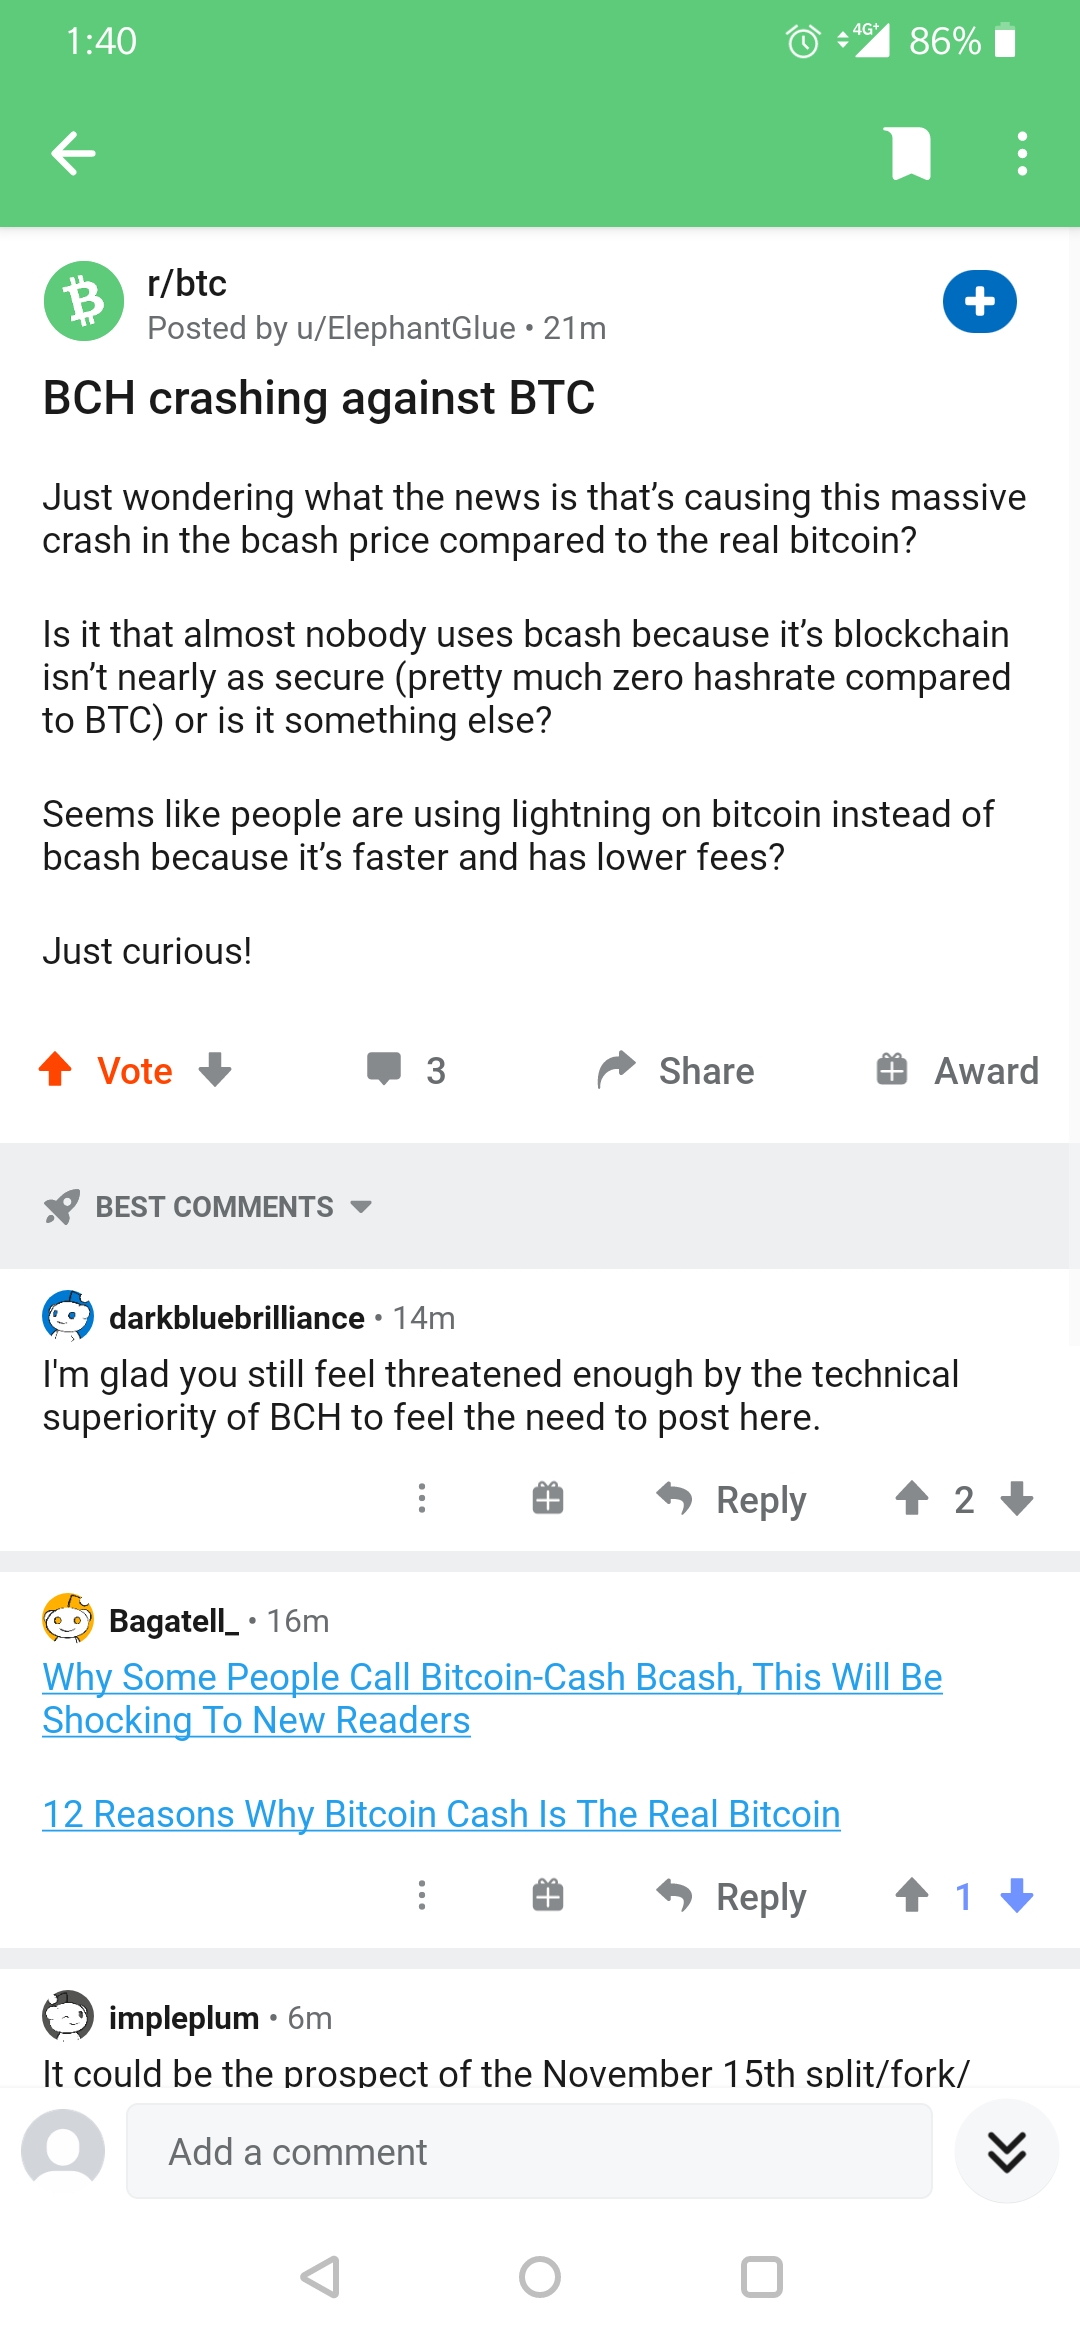 1:40
4G+
86%
r/btc
Posted by u/ElephantGlue • 21m
BCH crashing against BTC
Just wondering what the news is that’s causing this massive
crash in the bcash price compared to the real bitcoin?
Is it that almost nobody uses bcash because it’s blockchain
isn’t nearly as secure (pretty much zero hashrate compared
to BTC) or is it something else?
Seems like people are using lightning on bitcoin instead of
bcash because it’s faster and has lower fees?
Just curious!
Vote
3
Share
Award
BEST COMMENTS
darkbluebrilliance • 14m
I'm glad you still feel threatened enough by the technical
superiority of BCH to feel the need to post here.
Reply
2
Bagatell_ • 16m
Why Some People Call Bitcoin-Cash Bcash, This Will Be
Shocking To New Readers
12 Reasons Why Bitcoin Cash Is The Real Bitcoin
Reply
1
impleplum • 6m
It could be the prospect of the November 15th split/fork/
Add a comment